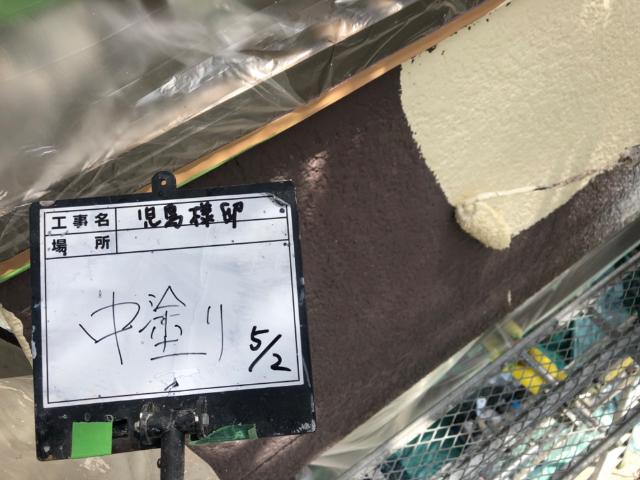 工事名 児島様邸
場所
中塗り 5/2